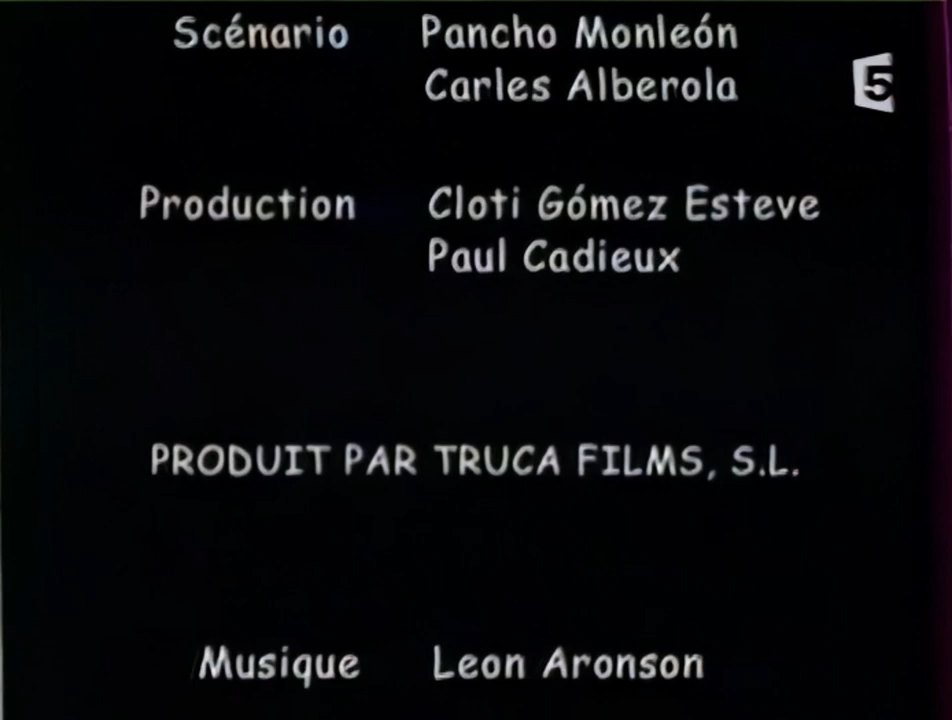 Scénario Pancho Monleón
Carles Alberola
5
Production Cloti Gómez Esteve
Paul Cadieux
PRODUIT PAR TRUCA FILMS, S.L.
Musique Leon Aronson